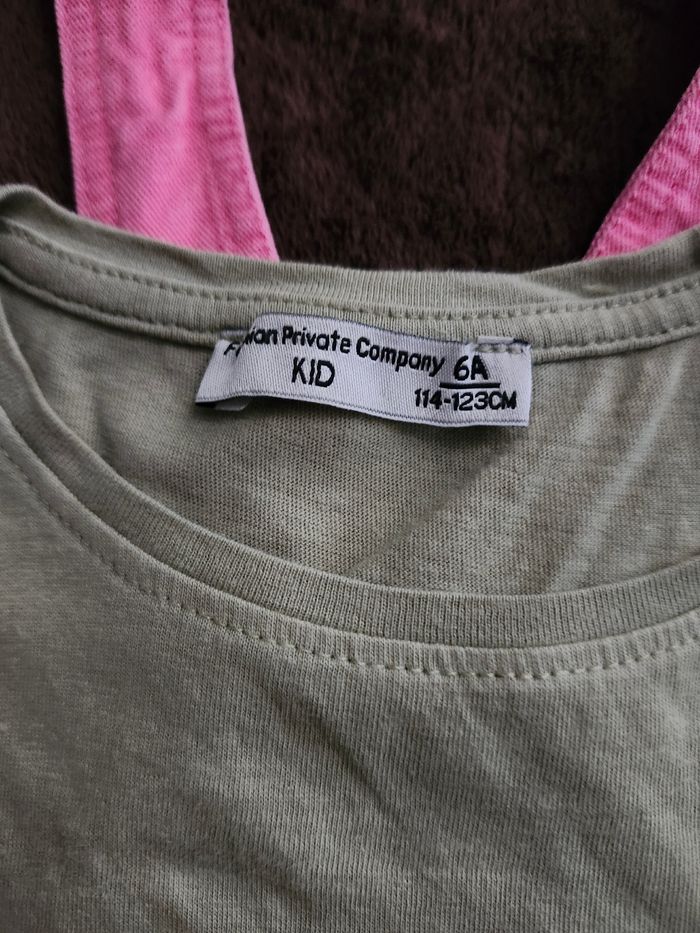 Private Company
KID
6A
114-123CM